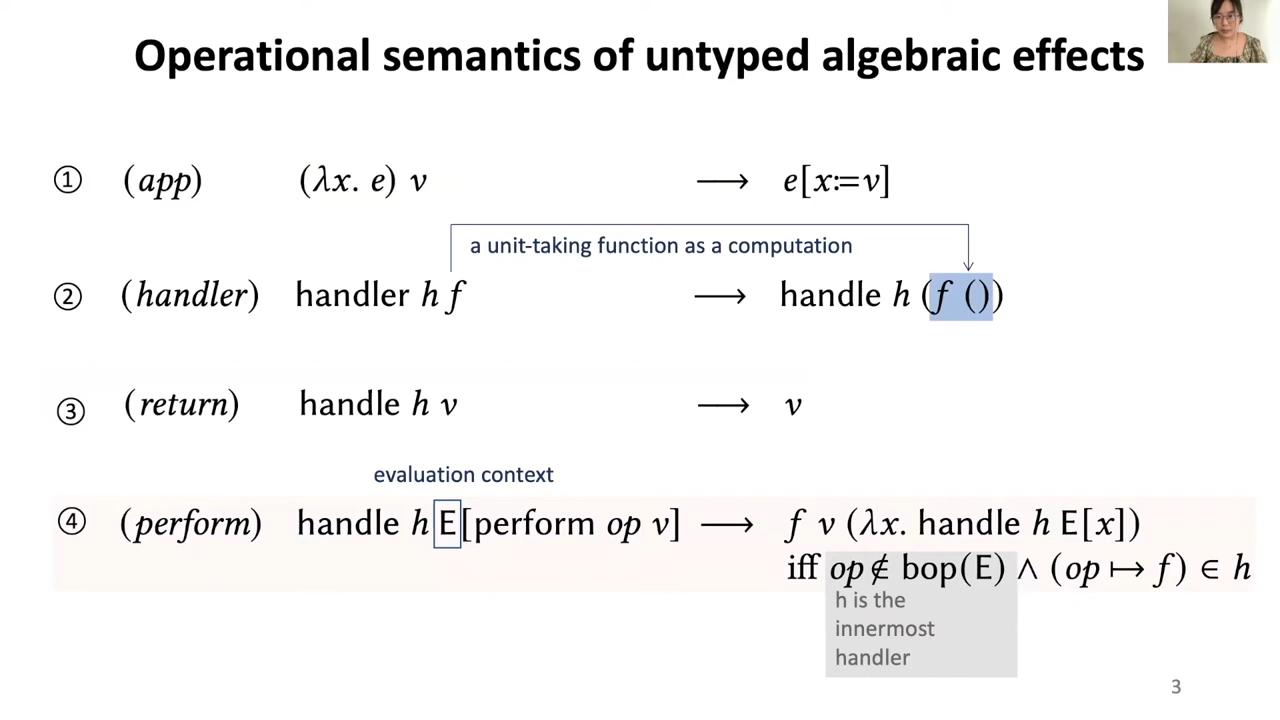 Operational semantics of untyped algebraic effects
① (app) (λx. e) v ⟶ e[x:=v]
a unit-taking function as a computation
② (handler) handler h f ⟶ handle h (f ())
③ (return) handle h v ⟶ v
evaluation context
④ (perform) handle h E[perform op v] ⟶ f v (λx. handle h E[x])
iff op ∉ bop(E) ∧ (op ↦ f) ∈ h
h is the
innermost
handler
3